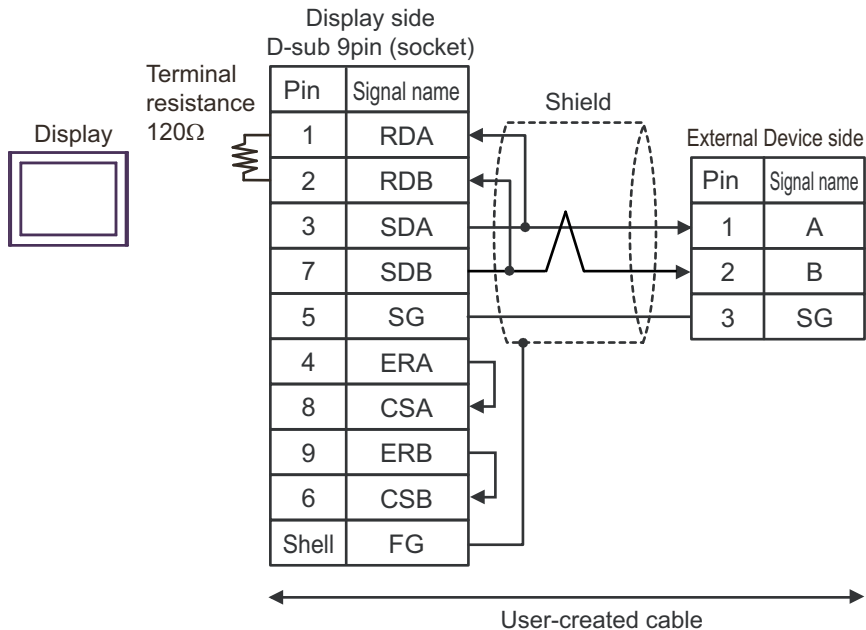 Display side
D-sub 9pin (socket)
Terminal
resistance
120Ω
Display
Shield
External Device side
Pin Signal name
1 RDA
2 RDB
3 SDA
7 SDB
5 SG
4 ERA
8 CSA
9 ERB
6 CSB
Shell FG
Pin Signal name
1 A
2 B
3 SG
User-created cable